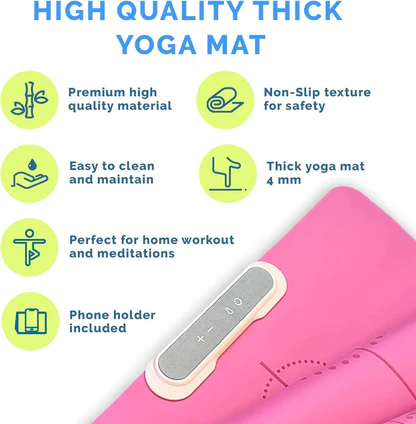 HIGH QUALITY THICK
YOGA MAT
Premium high
quality material
Non-Slip texture
for safety
Easy to clean
and maintain
Thick yoga mat
4 mm
Perfect for home workout
and meditations
Phone holder
included
+ −